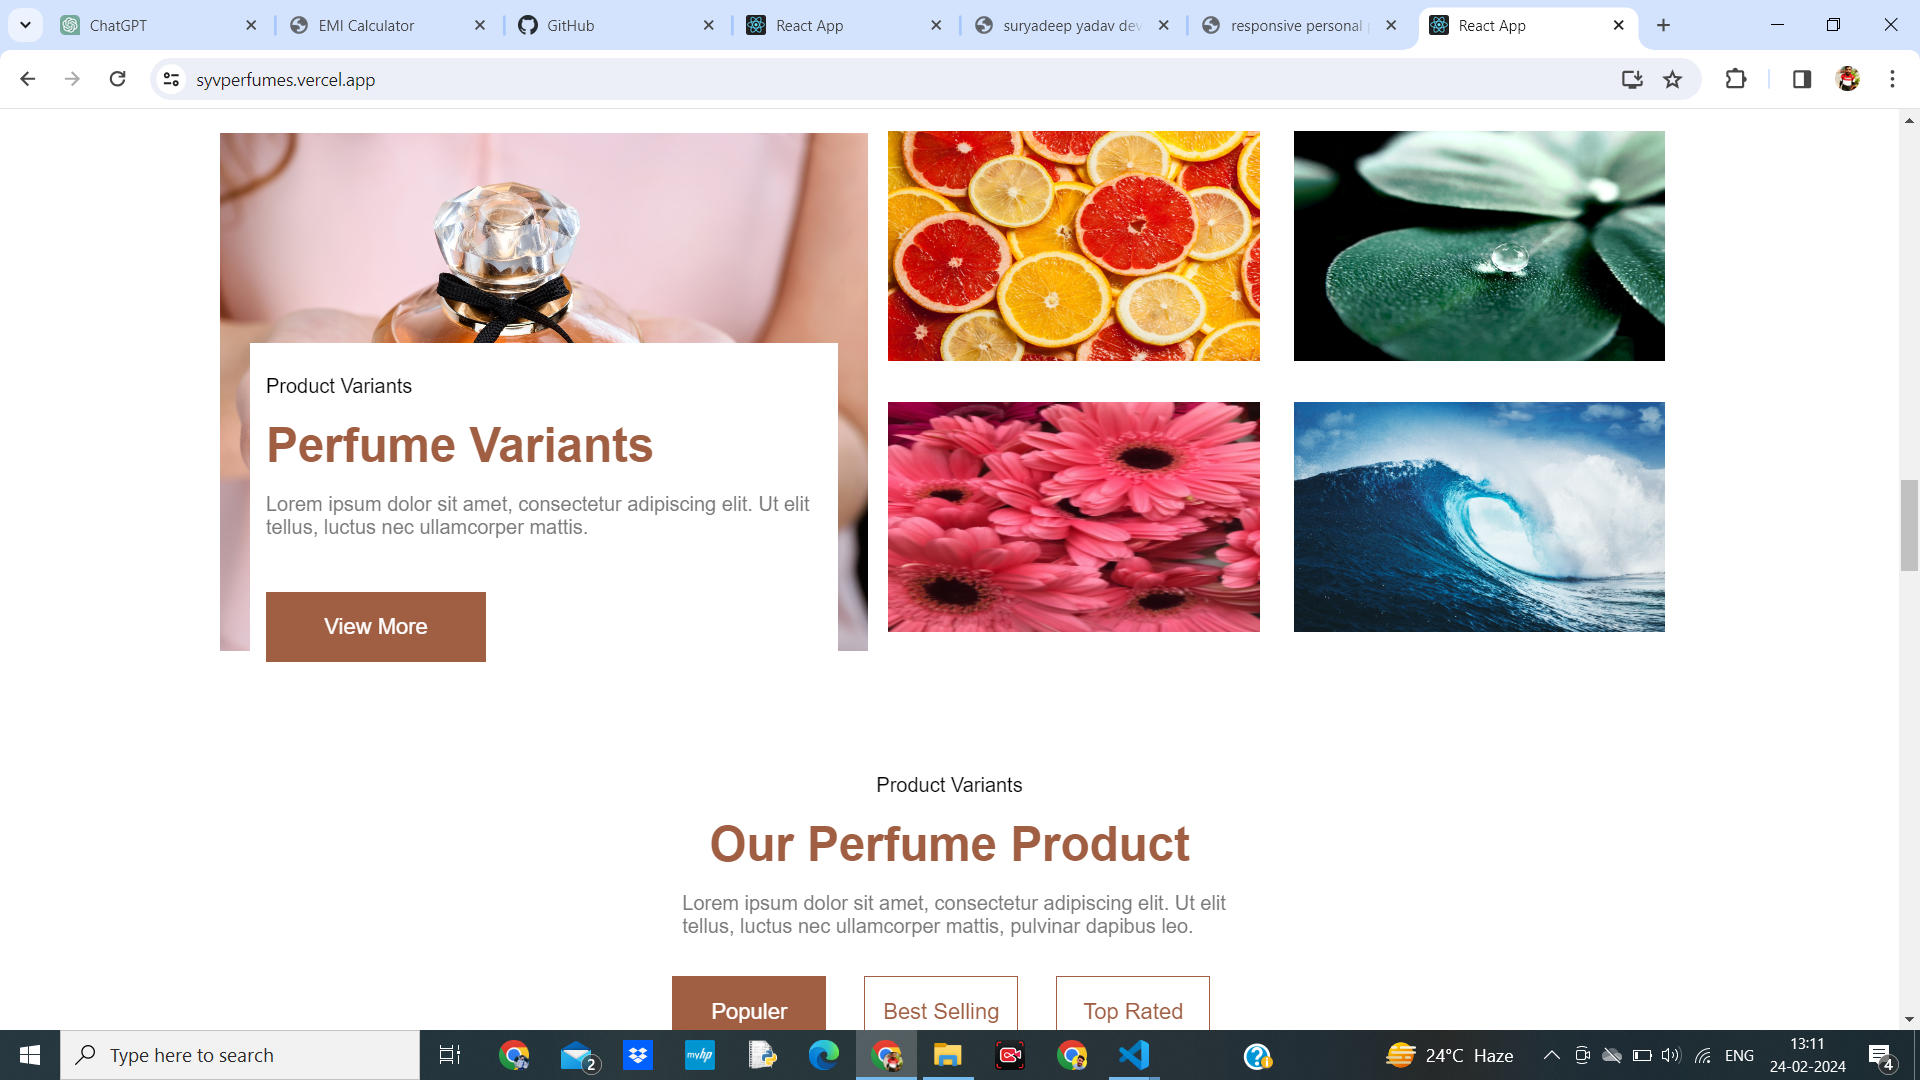 ChatGPT
EMI Calculator
GitHub
React App
suryadeep yadav dev
responsive personal
React App
syvperfumes.vercel.app
Product Variants
Perfume Variants
Lorem ipsum dolor sit amet, consectetur adipiscing elit. Ut elit
tellus, luctus nec ullamcorper mattis.
View More
Product Variants
Our Perfume Product
Lorem ipsum dolor sit amet, consectetur adipiscing elit. Ut elit
tellus, luctus nec ullamcorper mattis, pulvinar dapibus leo.
Populer
Best Selling
Top Rated
Type here to search
2
myhp
24°C Haze
ENG
13:11
24-02-2024
4